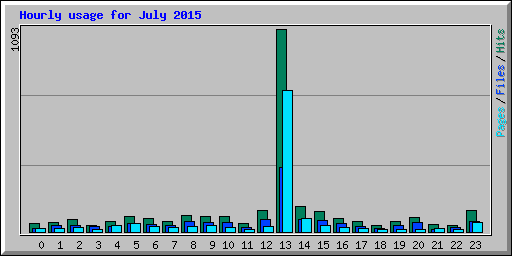 Hourly usage for July 2015
1093
Pages/Files/Hits
0 1 2 3 4 5 6 7 8 9 10 11 12 13 14 15 16 17 18 19 20 21 22 23